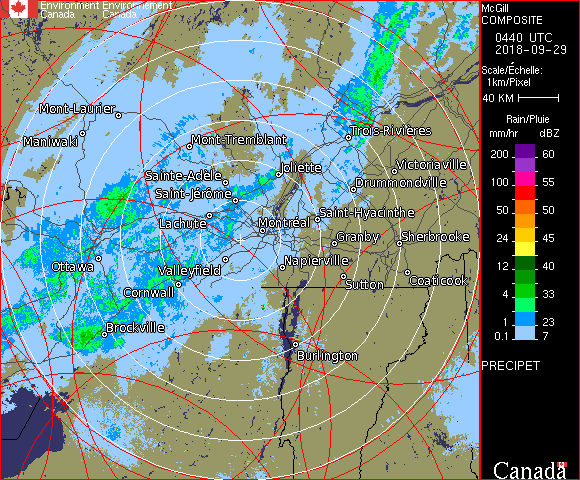 Environment Environnement
Canada Canada
McGill
COMPOSITE
0440 UTC
2018-09-29
Scale/Échelle:
1km/Pixel
40 KM
Rain/Pluie
mm/hr dBZ
200 60
100 55
50 50
24 45
12 40
4 33
1 23
0.1 7
PRECIPET
Mont-Laurier
Maniwaki
Mont-Tremblant
Trois-Rivières
Sainte-Adèle
Joliette
Victoriaville
Saint-Jérôme
Drummondville
Lachute
Montréal
Saint-Hyacinthe
Granby
Sherbrooke
Ottawa
Valleyfield
Napierville
Cornwall
Sutton
Coaticook
Brockville
Burlington
Canada